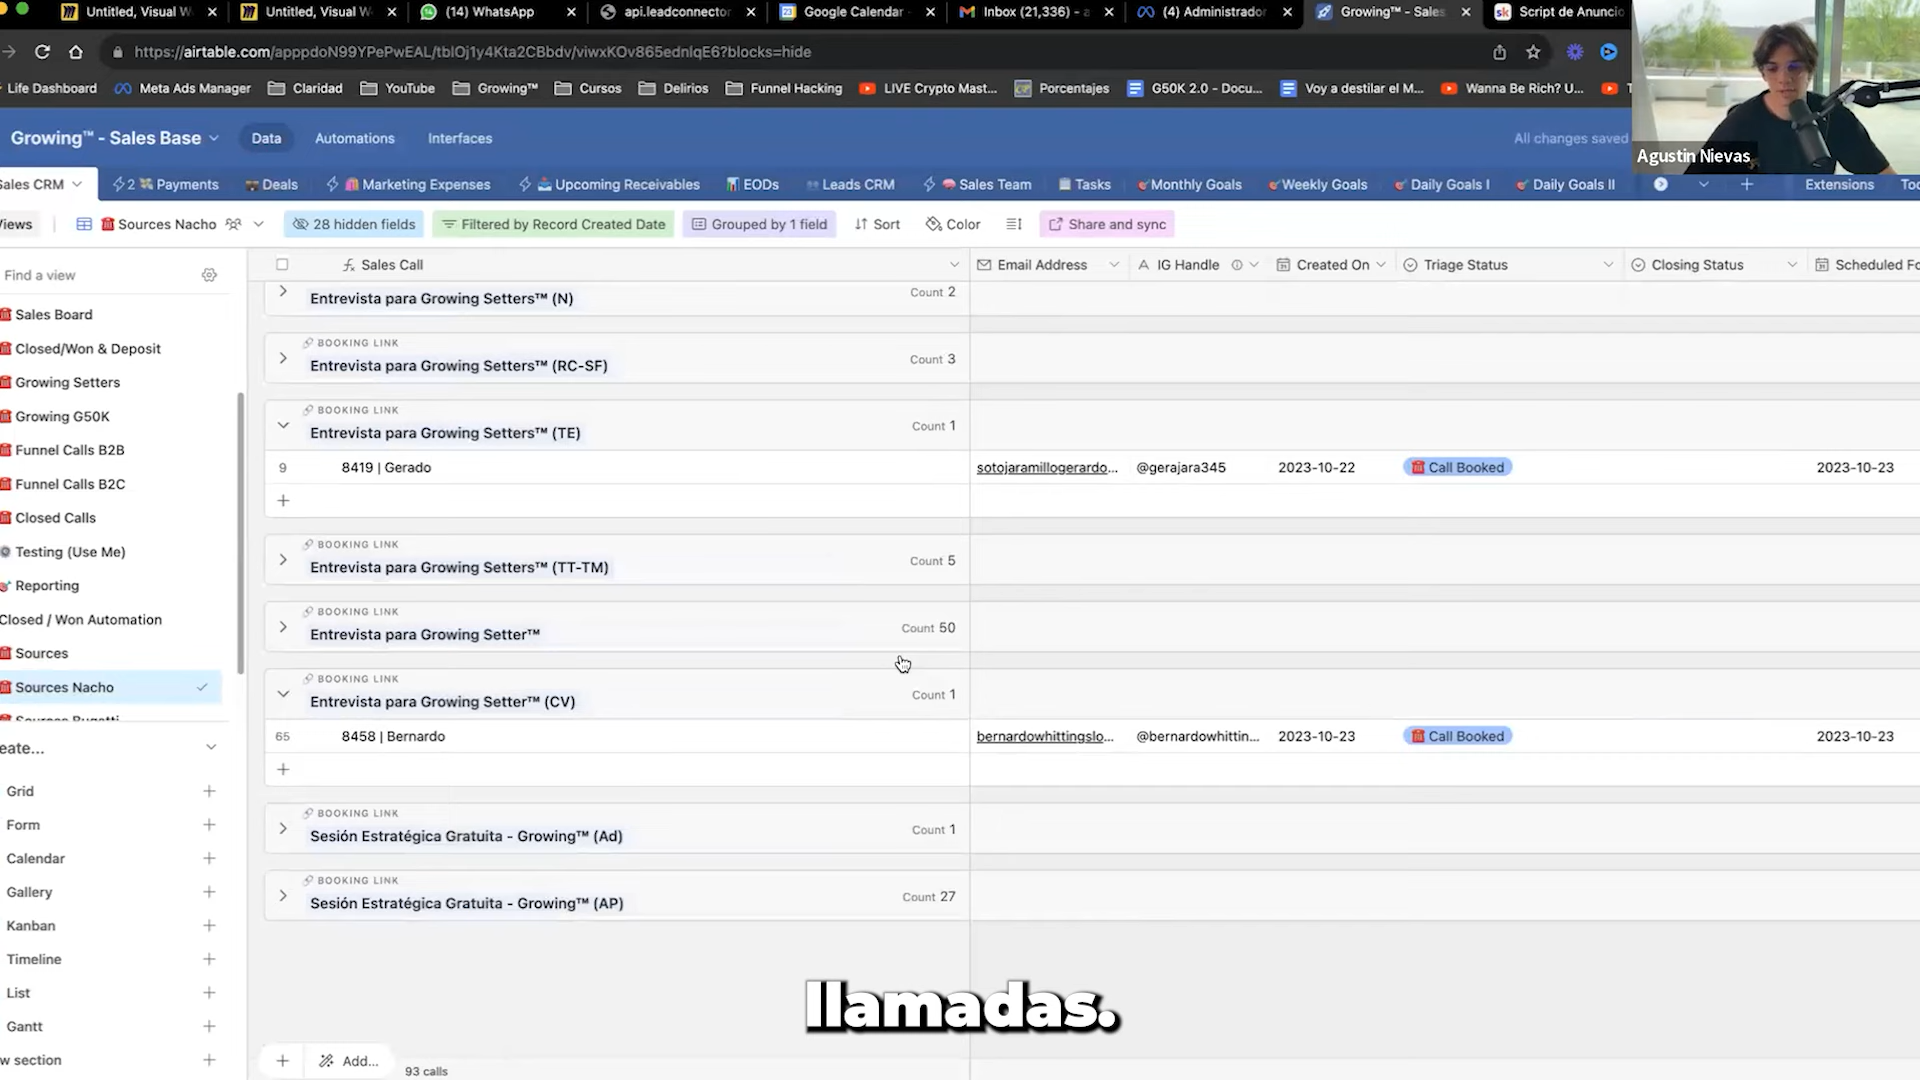 Untitled, Visual W
Untitled, Visual W
(14) WhatsApp
api.leadconnector
Google Calendar -
Inbox (21,336) - a
(4) Administrador
Growing™ - Sales
Script de Anuncio
https://airtable.com/apppdoN99YPePwEAL/tblOj1y4Kta2CBbdv/viwxKOv865ednlqE6?blocks=hide
Life Dashboard
Meta Ads Manager
Claridad
YouTube
Growing™
Cursos
Delirios
Funnel Hacking
LIVE Crypto Mast...
Porcentajes
G50K 2.0 - Docu...
Voy a destilar el M...
Wanna Be Rich? U...
Agustin Nievas
Growing™ - Sales Base
Data
Automations
Interfaces
All changes saved
Sales CRM
2 Payments
Deals
Marketing Expenses
Upcoming Receivables
EODs
Leads CRM
Sales Team
Tasks
Monthly Goals
Weekly Goals
Daily Goals I
Daily Goals II
Extensions
Too
Views
Sources Nacho
28 hidden fields
Filtered by Record Created Date
Grouped by 1 field
Sort
Color
Share and sync
Find a view
Sales Board
Closed/Won & Deposit
Growing Setters
Growing G50K
Funnel Calls B2B
Funnel Calls B2C
Closed Calls
Testing (Use Me)
Reporting
Closed / Won Automation
Sources
Sources Nacho
Sources Bugatti
eate...
Grid
Form
Calendar
Gallery
Kanban
Timeline
List
Gantt
w section
Sales Call
Email Address
IG Handle
Created On
Triage Status
Closing Status
Scheduled Fo
Entrevista para Growing Setters™ (N)
Count 2
BOOKING LINK
Entrevista para Growing Setters™ (RC-SF)
Count 3
BOOKING LINK
Entrevista para Growing Setters™ (TE)
Count 1
9 8419 | Gerado sotojaramillogerardo... @gerajara345 2023-10-22 Call Booked 2023-10-23
BOOKING LINK
Entrevista para Growing Setters™ (TT-TM)
Count 5
BOOKING LINK
Entrevista para Growing Setter™
Count 50
BOOKING LINK
Entrevista para Growing Setter™ (CV)
Count 1
65 8458 | Bernardo bernardowhittingslo... @bernardowhittin... 2023-10-23 Call Booked 2023-10-23
BOOKING LINK
Sesión Estratégica Gratuita - Growing™ (Ad)
Count 1
BOOKING LINK
Sesión Estratégica Gratuita - Growing™ (AP)
Count 27
llamadas.
Add...
93 calls